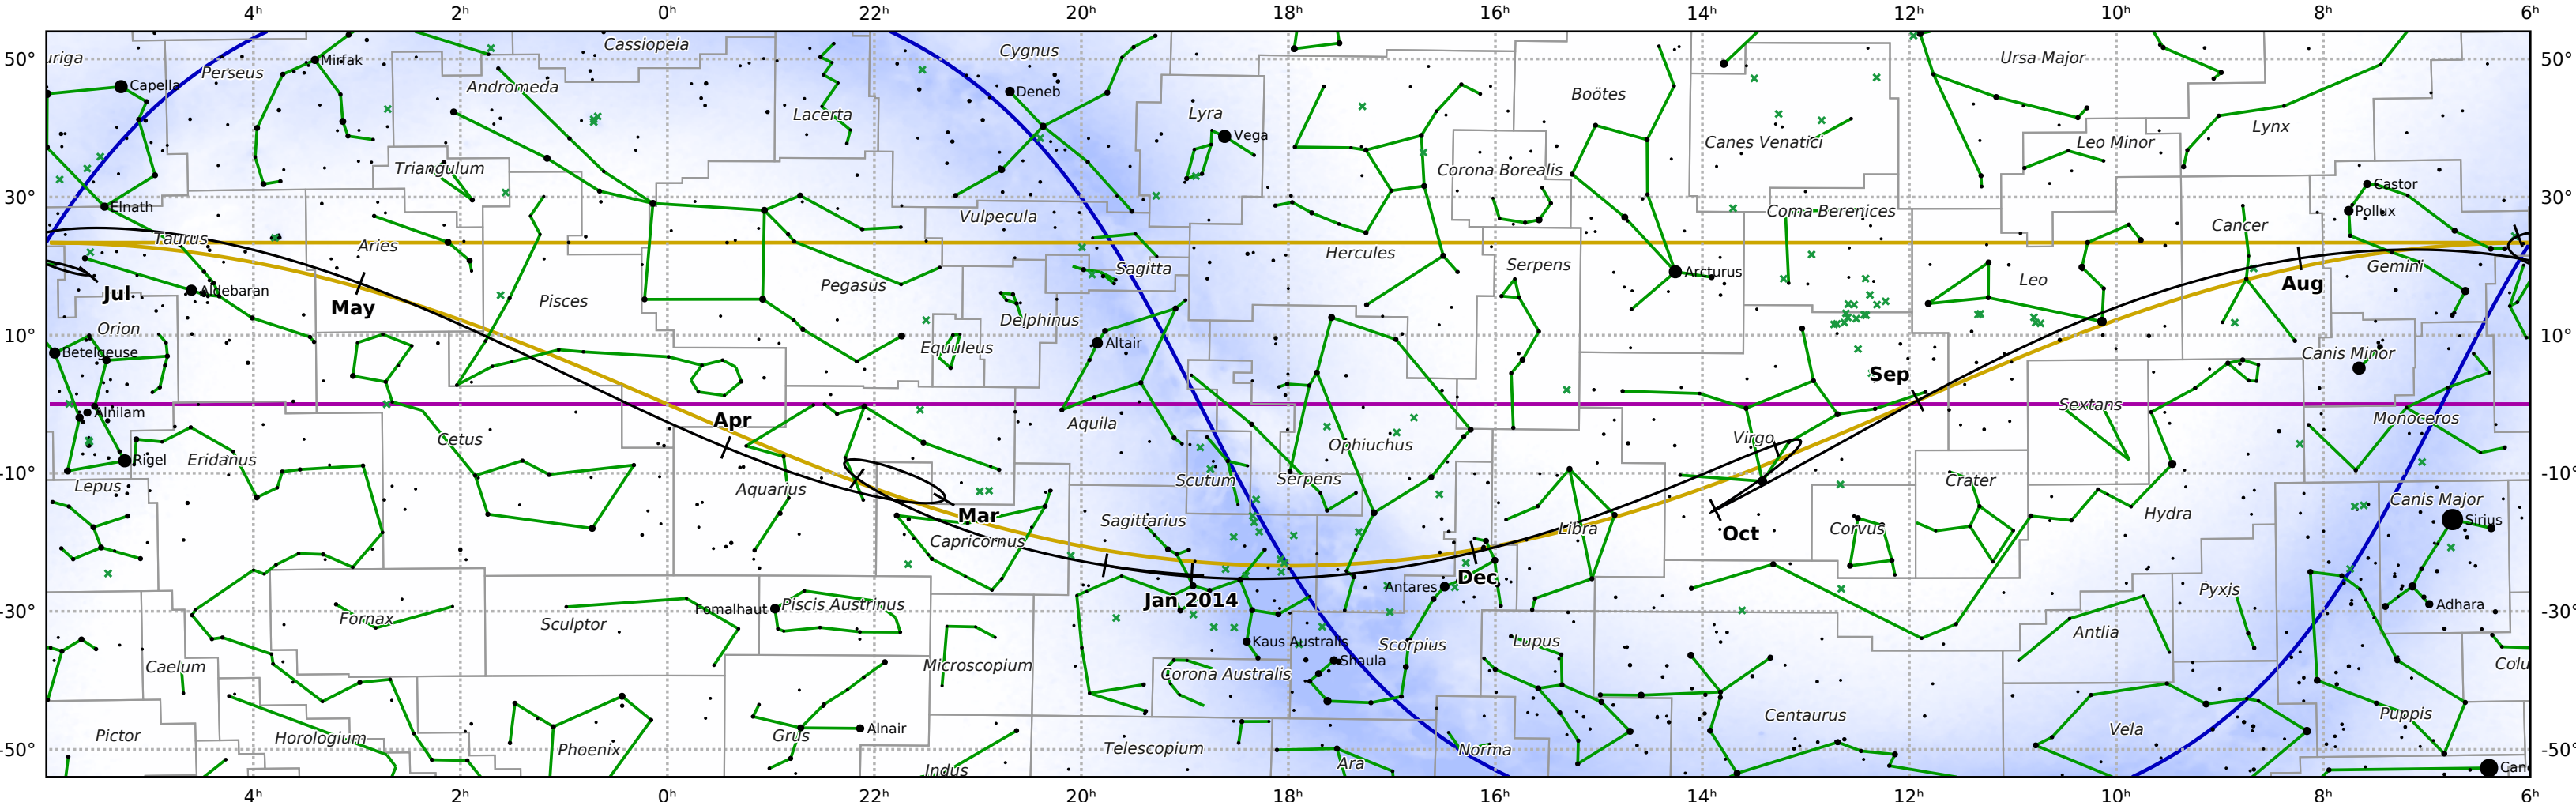 4ʰ 2ʰ 0ʰ 22ʰ 20ʰ 18ʰ 16ʰ 14ʰ 12ʰ 10ʰ 8ʰ 6ʰ
50° uriga Perseus Mirfak Cassiopeia Cygnus Ursa Major 50°
Capella Andromeda Lacerta Deneb Lyra Boötes Lynx
Vega Canes Venatici Leo Minor
Triangulum Corona Borealis
30° Elnath Vulpecula Coma Berenices Castor 30°
Pollux
Taurus Aries Hercules Cancer
Sagitta Serpens Arcturus Leo Gemini
Jul Aldebaran May Pisces Pegasus Aug
10° Orion Delphinus 10°
Betelgeuse Equuleus Altair Canis Minor
Sep
Alnilam Apr Aquila Sextans Monoceros
Cetus Ophiuchus Virgo
-10° Rigel Eridanus -10°
Lepus Aquarius Scutum Serpens Crater
Mar Sagittarius Libra Oct Corvus Hydra Canis Major
Sirius
Capricornus
Dec
Antares
Jan 2014 Pyxis
-30° Fornax Sculptor Fomalhaut Piscis Austrinus Adhara -30°
Kaus Australis Scorpius Lupus Antlia
Caelum Microscopium Shaula Colu
Corona Australis
Pictor Horologium Grus Alnair Centaurus Vela Puppis
-50° Phoenix Telescopium Norma -50°
Indus Ara Cano
4ʰ 2ʰ 0ʰ 22ʰ 20ʰ 18ʰ 16ʰ 14ʰ 12ʰ 10ʰ 8ʰ 6ʰ